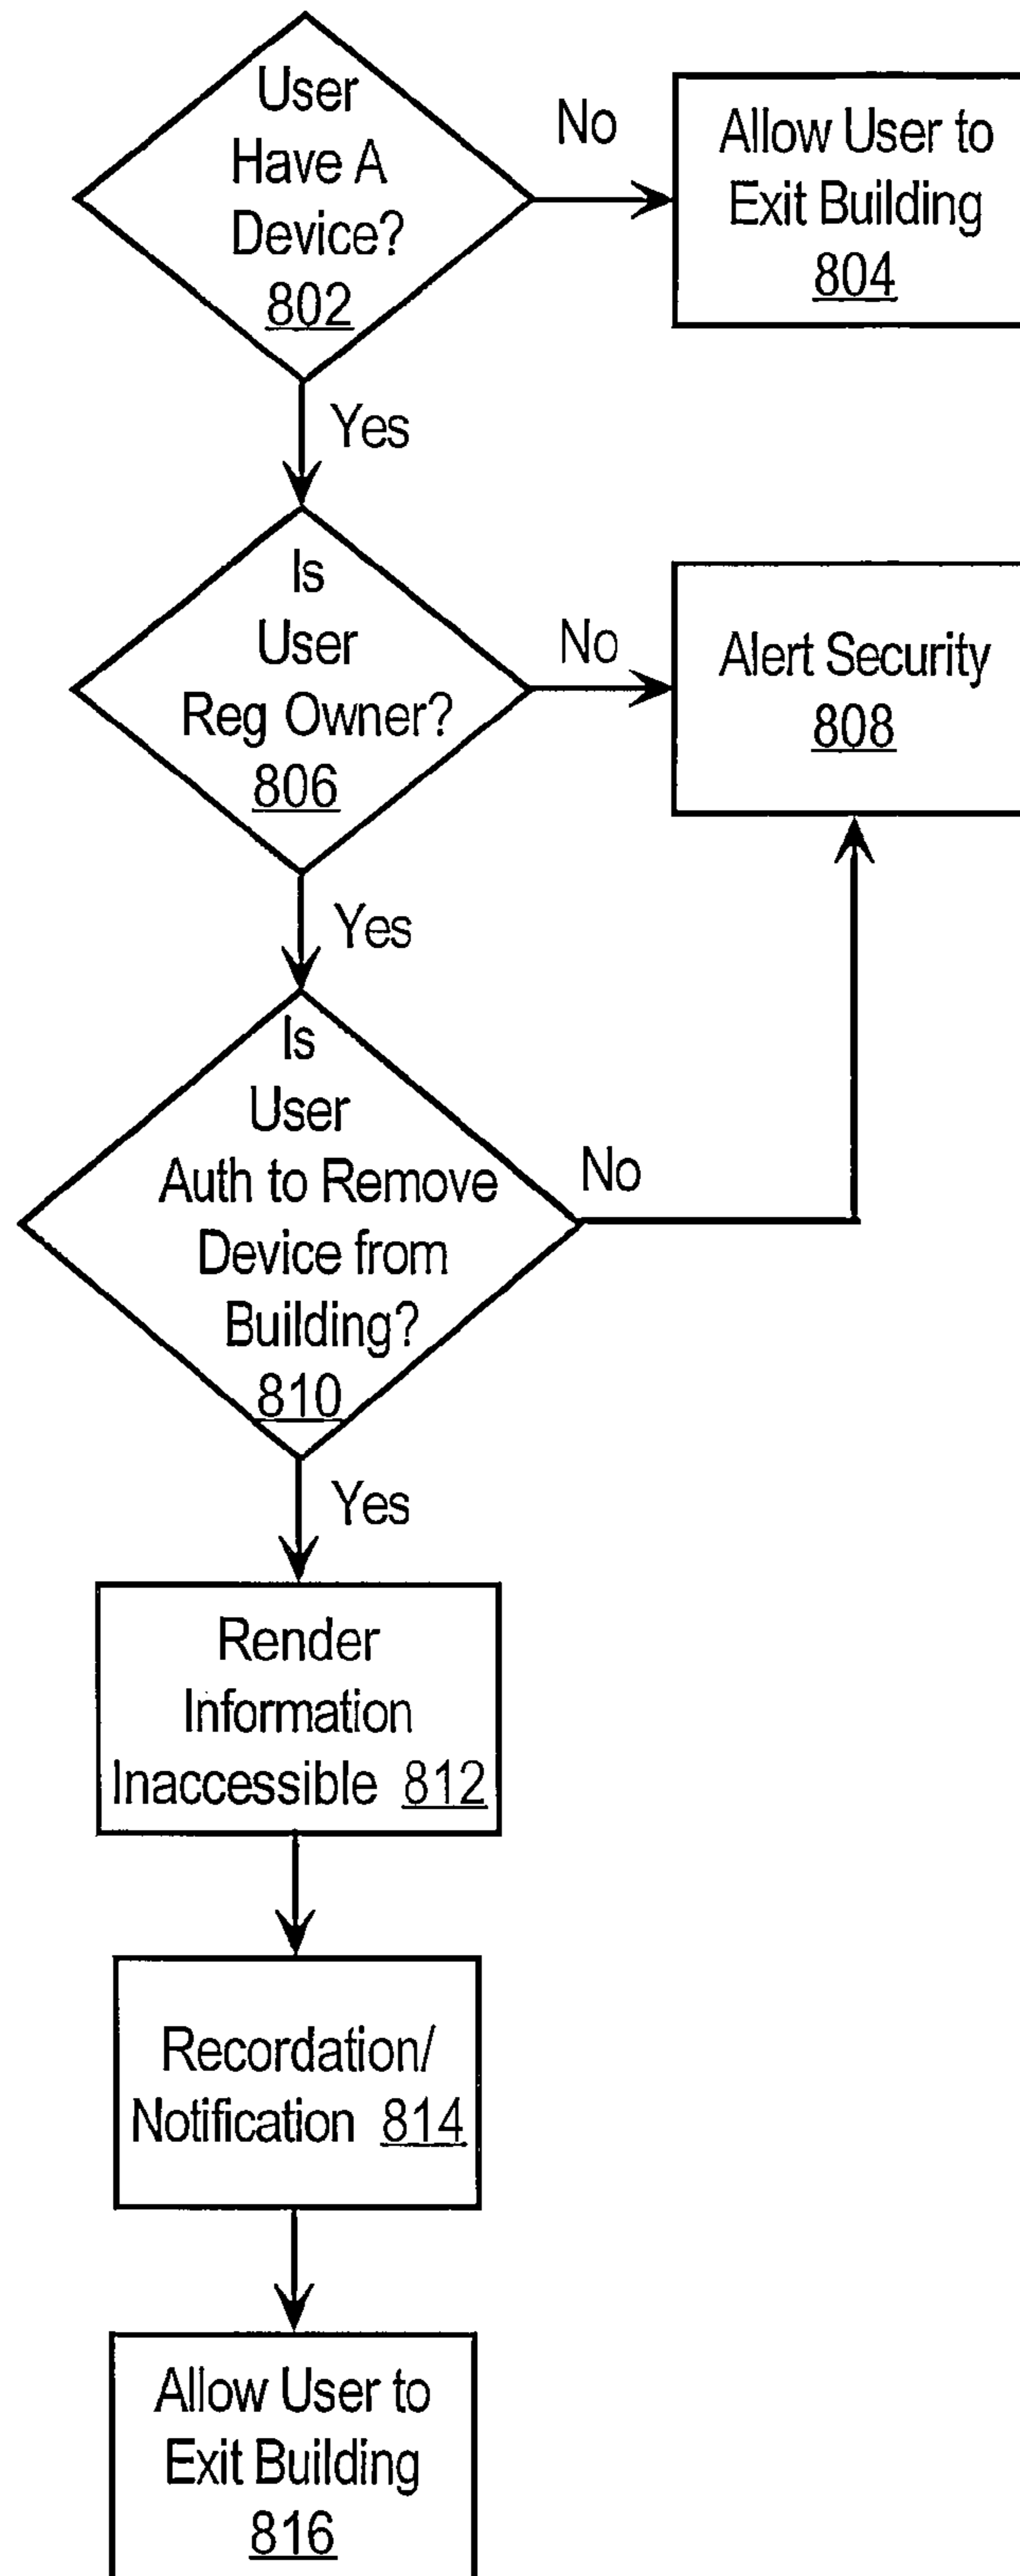 User
Have A
Device?
802
No
Allow User to
Exit Building
804
Yes
Is
User
Reg Owner?
806
No
Alert Security
808
Yes
Is
User
Auth to Remove
Device from
Building?
810
No
Yes
Render
Information
Inaccessible 812
Recordation/
Notification 814
Allow User to
Exit Building
816